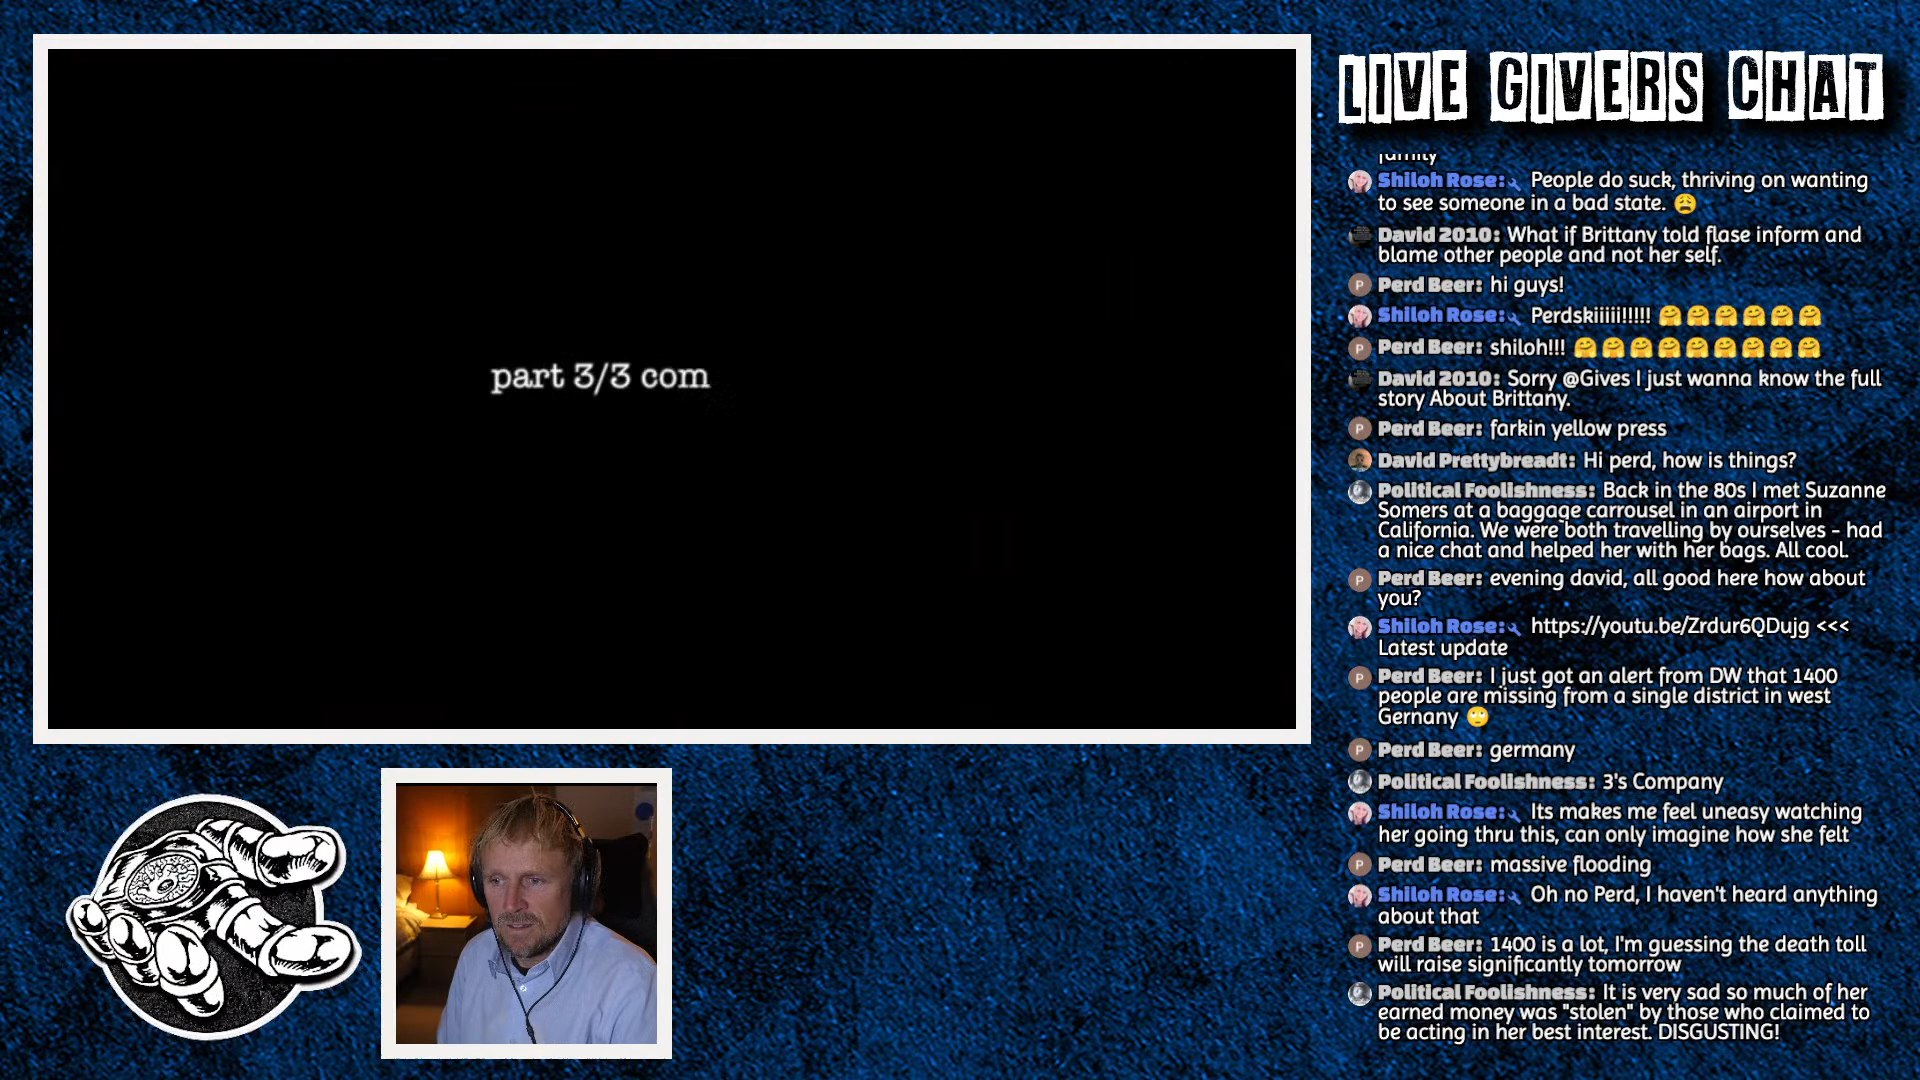 part 3/3 com
LIVE GIVERS CHAT
family
Shiloh Rose: People do suck, thriving on wanting
to see someone in a bad state. 😩
David 2010: What if Brittany told flase inform and
blame other people and not her self.
P Perd Beer: hi guys!
Shiloh Rose: Perdskiiiii!!!!! 🤗🤗🤗🤗🤗🤗
P Perd Beer: shiloh!!! 🤗🤗🤗🤗🤗🤗🤗🤗🤗
David 2010: Sorry @Gives I just wanna know the full
story About Brittany.
P Perd Beer: farkin yellow press
David Prettybreadt: Hi perd, how is things?
Political Foolishness: Back in the 80s I met Suzanne
Somers at a baggage carrousel in an airport in
California. We were both travelling by ourselves - had
a nice chat and helped her with her bags. All cool.
P Perd Beer: evening david, all good here how about
you?
Shiloh Rose: https://youtu.be/Zrdur6QDujg <<<
Latest update
P Perd Beer: I just got an alert from DW that 1400
people are missing from a single district in west
Gernany 🙄
P Perd Beer: germany
Political Foolishness: 3's Company
Shiloh Rose: Its makes me feel uneasy watching
her going thru this, can only imagine how she felt
P Perd Beer: massive flooding
Shiloh Rose: Oh no Perd, I haven't heard anything
about that
P Perd Beer: 1400 is a lot, I'm guessing the death toll
will raise significantly tomorrow
Political Foolishness: It is very sad so much of her
earned money was "stolen" by those who claimed to
be acting in her best interest. DISGUSTING!